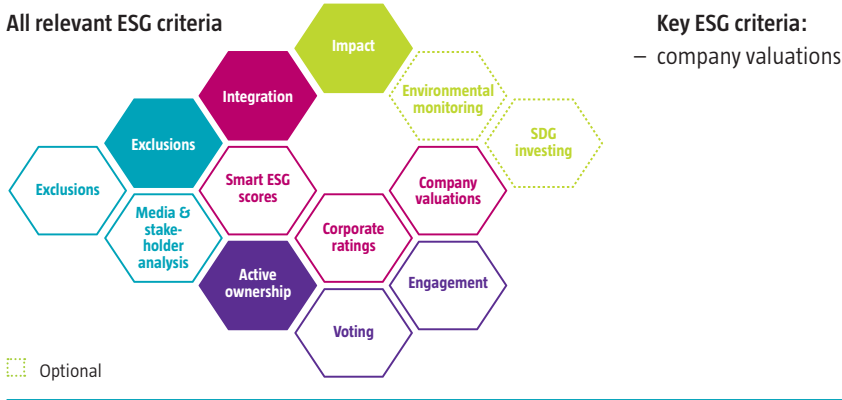 All relevant ESG criteria
Key ESG criteria:
– company valuations
Impact
Integration
Environmental
monitoring
Exclusions
SDG
investing
Exclusions
Smart ESG
scores
Company
valuations
Media &
stake-
holder
analysis
Corporate
ratings
Active
ownership
Engagement
Voting
Optional